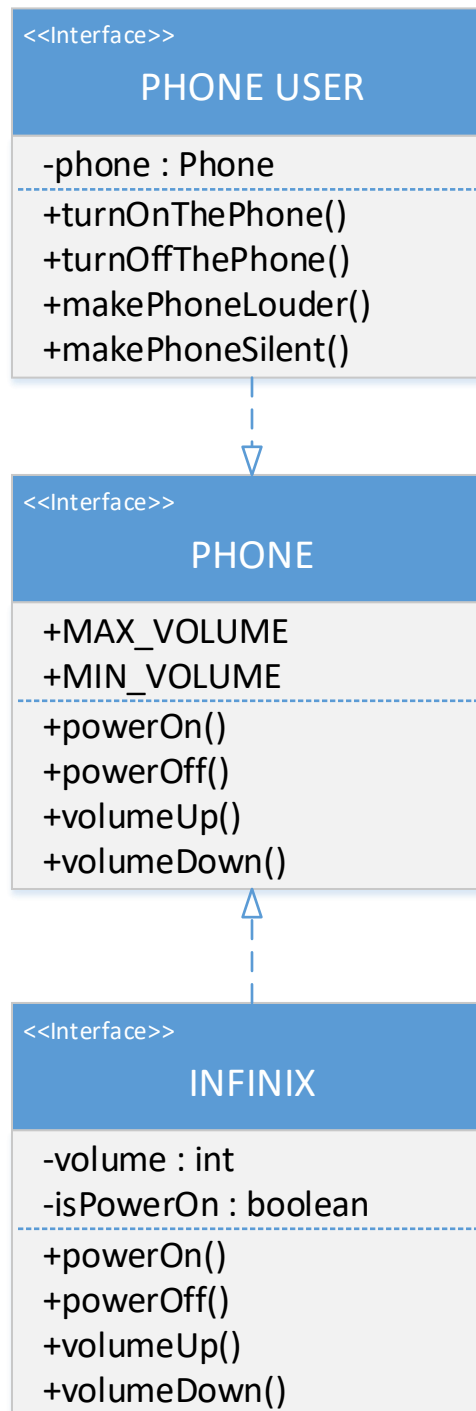 <<Interface>>
PHONE USER
-phone : Phone
+turnOnThePhone()
+turnOffThePhone()
+makePhoneLouder()
+makePhoneSilent()
<<Interface>>
PHONE
+MAX_VOLUME
+MIN_VOLUME
+powerOn()
+powerOff()
+volumeUp()
+volumeDown()
<<Interface>>
INFINIX
-volume : int
-isPowerOn : boolean
+powerOn()
+powerOff()
+volumeUp()
+volumeDown()